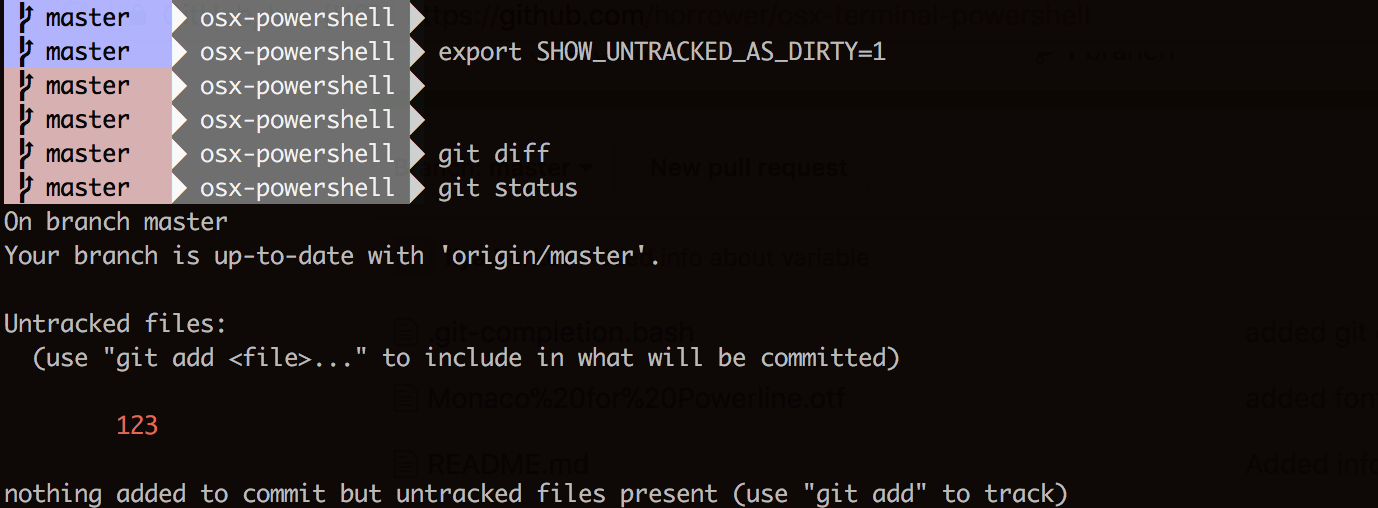 master osx-powershell https://github.com/horrower/osx-terminal-powershell
master osx-powershell export SHOW_UNTRACKED_AS_DIRTY=1 1 branch
master osx-powershell
master osx-powershell
master osx-powershell git diff Branch: master New pull request
master osx-powershell git status
On branch master
Your branch is up-to-date with 'origin/master'. info about variable
Untracked files:
.git-completion.bash added git
(use "git add <file>..." to include in what will be committed)
Monaco%20for%20Powerline.otf added fon
123
README.md Added info
nothing added to commit but untracked files present (use "git add" to track)